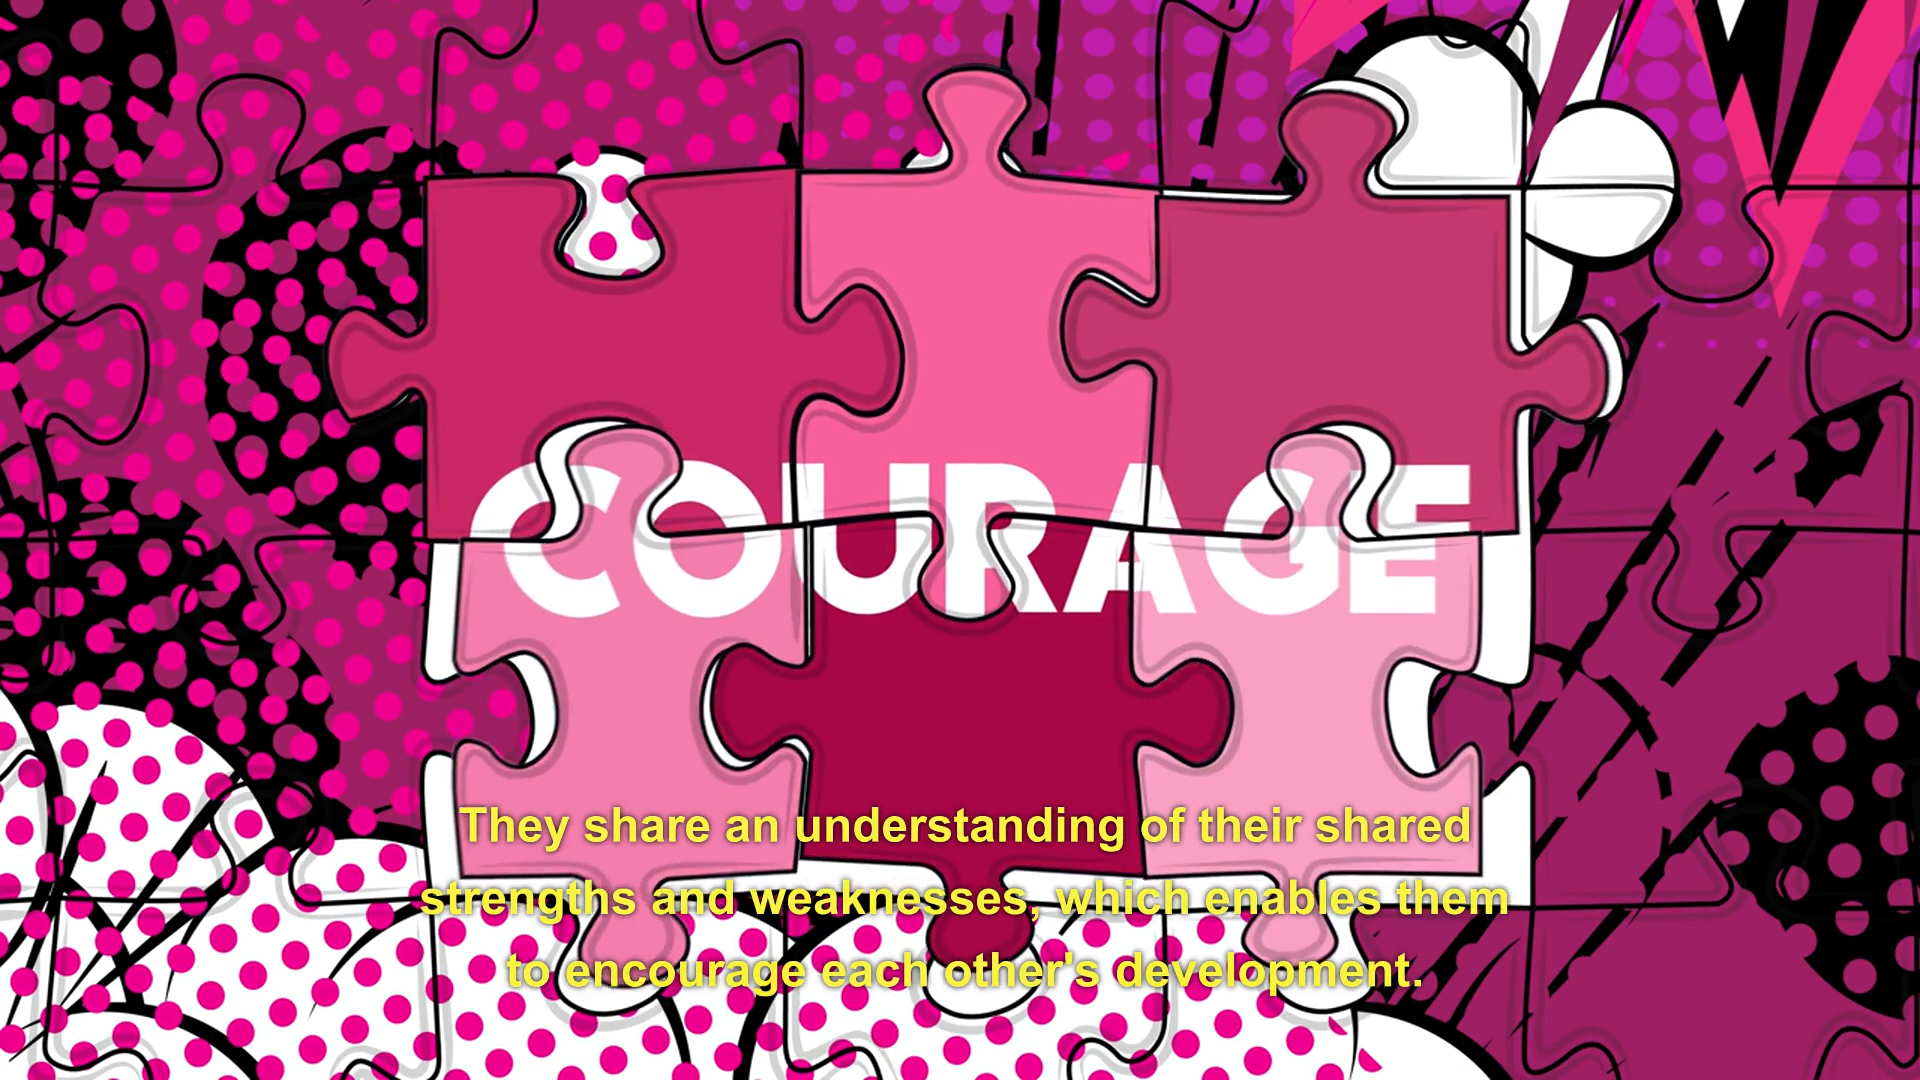 COURAGE
They share an understanding of their shared
strengths and weaknesses, which enables them
to encourage each other's development.